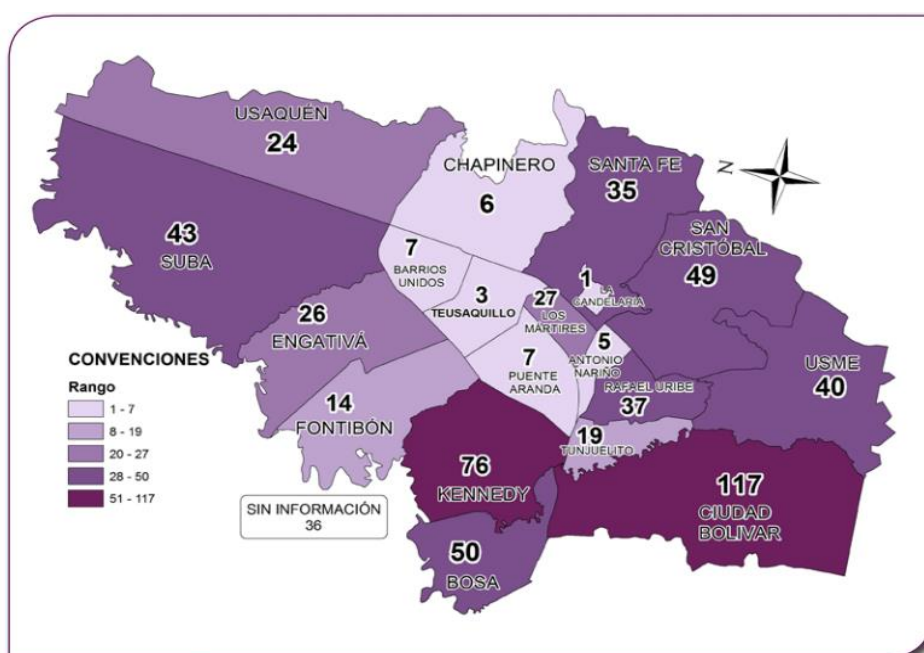 USAQUÉN
24
CHAPINERO
6
SANTA FE
35
N
43
SUBA
7
BARRIOS
UNIDOS
3
TEUSAQUILLO
27
LOS
MÁRTIRES
1
LA
CANDELARIA
SAN
CRISTÓBAL
49
26
ENGATIVÁ
7
PUENTE
ARANDA
5
ANTONIO
NARIÑO
RAFAEL URIBE
37
USME
40
14
FONTIBÓN
19
TUNJUELITO
76
KENNEDY
117
CIUDAD
BOLIVAR
50
BOSA
CONVENCIONES
Rango
1 - 7
8 - 19
20 - 27
28 - 50
51 - 117
SIN INFORMACIÓN
36